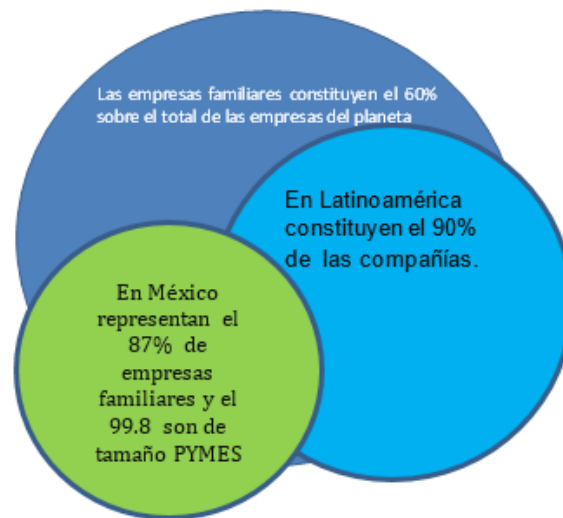 Las empresas familiares constituyen el 60%
sobre el total de las empresas del planeta
En Latinoamérica
constituyen el 90%
de las compañías.
En México
representan el
87% de
empresas
familiares y el
99.8 son de
tamaño PYMES